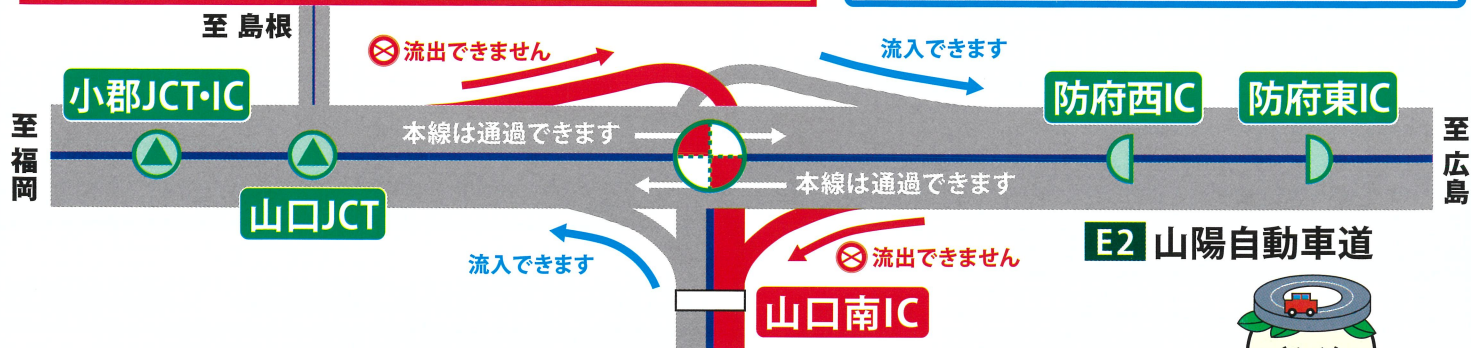 至 島根
流出できません
流入できます
小郡JCT・IC
防府西IC
防府東IC
至 福岡
本線は通過できます
至 広島
本線は通過できます
山口JCT
E2 山陽自動車道
流入できます
流出できません
山口南IC